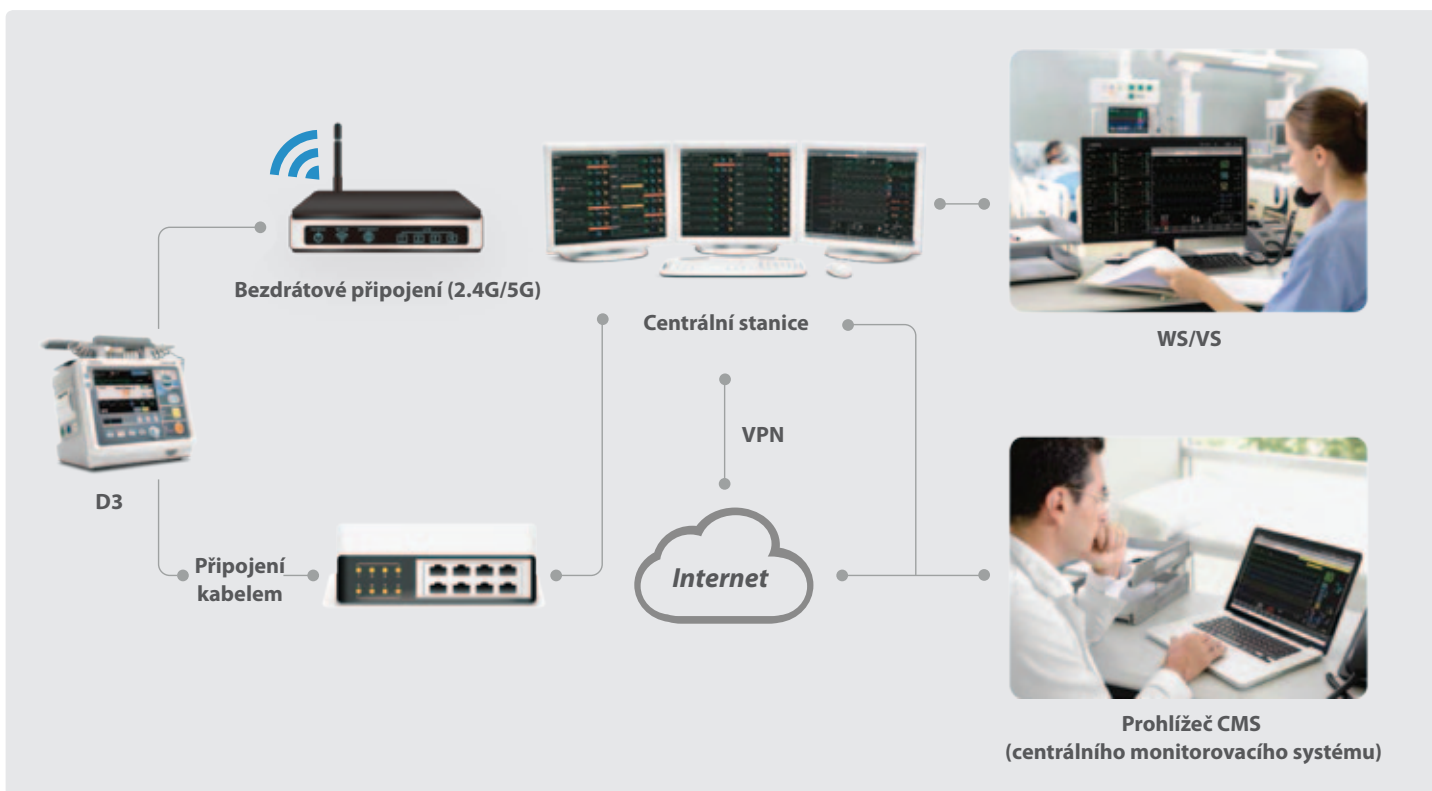 Bezdrátové připojení (2.4G/5G)
Centrální stanice
WS/VS
VPN
D3
Připojení
kabelem
Internet
Prohlížeč CMS
(centrálního monitorovacího systému)